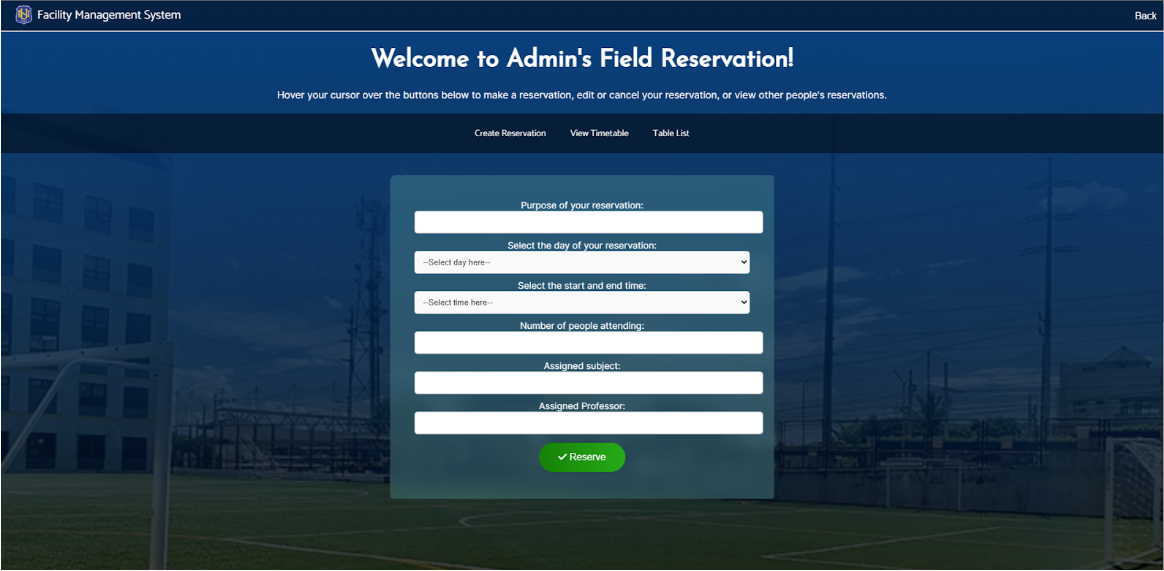 Facility Management System
Back
Welcome to Admin's Field Reservation!
Hover your cursor over the buttons below to make a reservation, edit or cancel your reservation, or view other people's reservations.
Create Reservation View Timetable Table List
Purpose of your reservation:
Select the day of your reservation:
--Select day here--
Select the start and end time:
--Select time here--
Number of people attending:
Assigned subject:
Assigned Professor:
Reserve